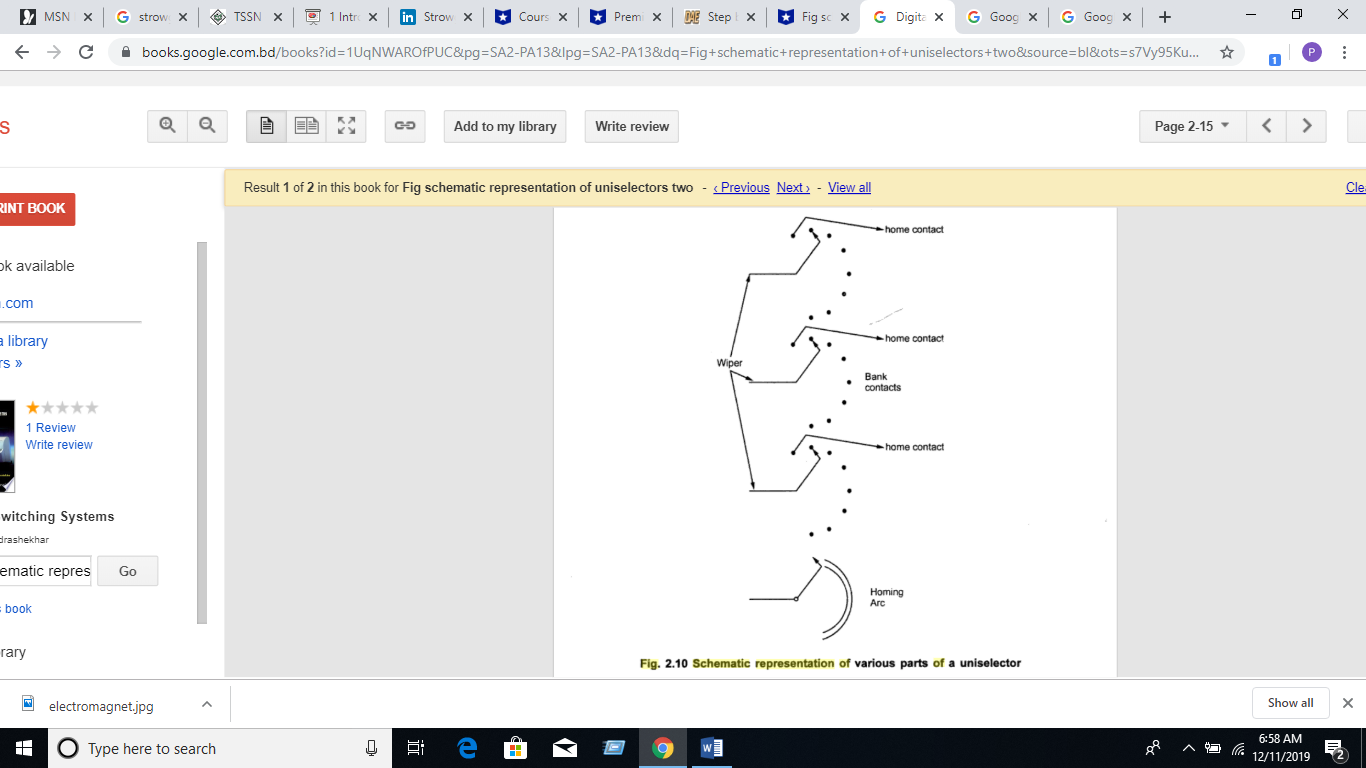 MSN
strow
TSSN
1 Intro
Strow
Cours
Prem
Step
Fig sc
Digita
Goog
Goog
books.google.com.bd/books?id=1UqNWAROfPUC&pg=SA2-PA13&lpg=SA2-PA13&dq=Fig+schematic+representation+of+uniselectors+two&source=bl&ots=s7Vy95Ku...
1
P
s
Add to my library
Write review
Page 2-15
Result 1 of 2 in this book for Fig schematic representation of uniselectors two - ‹ Previous Next › - View all
Cle
RINT BOOK
ok available
.com
a library
rs »
1 Review
Write review
witching Systems
drashekhar
ematic repres
Go
s book
rary
home contact
home contact
Wiper
Bank
contacts
home contact
Homing
Arc
Fig. 2.10 Schematic representation of various parts of a uniselector
electromagnet.jpg
Show all
Type here to search
6:58 AM
12/11/2019
2